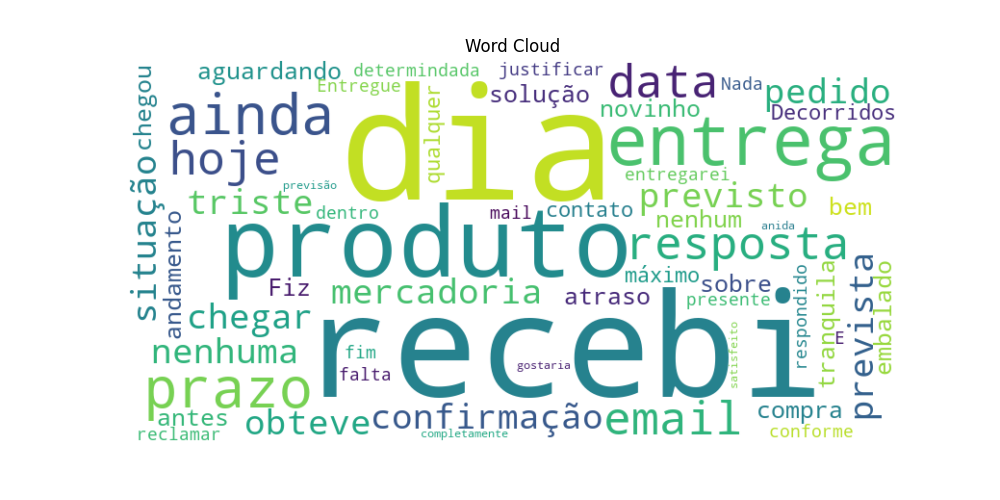 Word Cloud
aguardando
determindada
justificar
chegou
Entregue
solução
data
Nada
pedido
ainda
dia
qualquer
novinho
Decorridos
hoje
entrega
situação
previsão
entregarei
triste
dentro
mail
contato
previsto
bem
nenhum
anida
andamento
produto
resposta
Fiz
mercadoria
atraso
máximo
sobre
presente
respondido
tranquila
prevista
embalado
chegar
recebi
E
nenhuma
fim
falta
gostaria
satisfeito
prazo
antes
obteve
confirmação
email
compra
reclamar
completamente
conforme